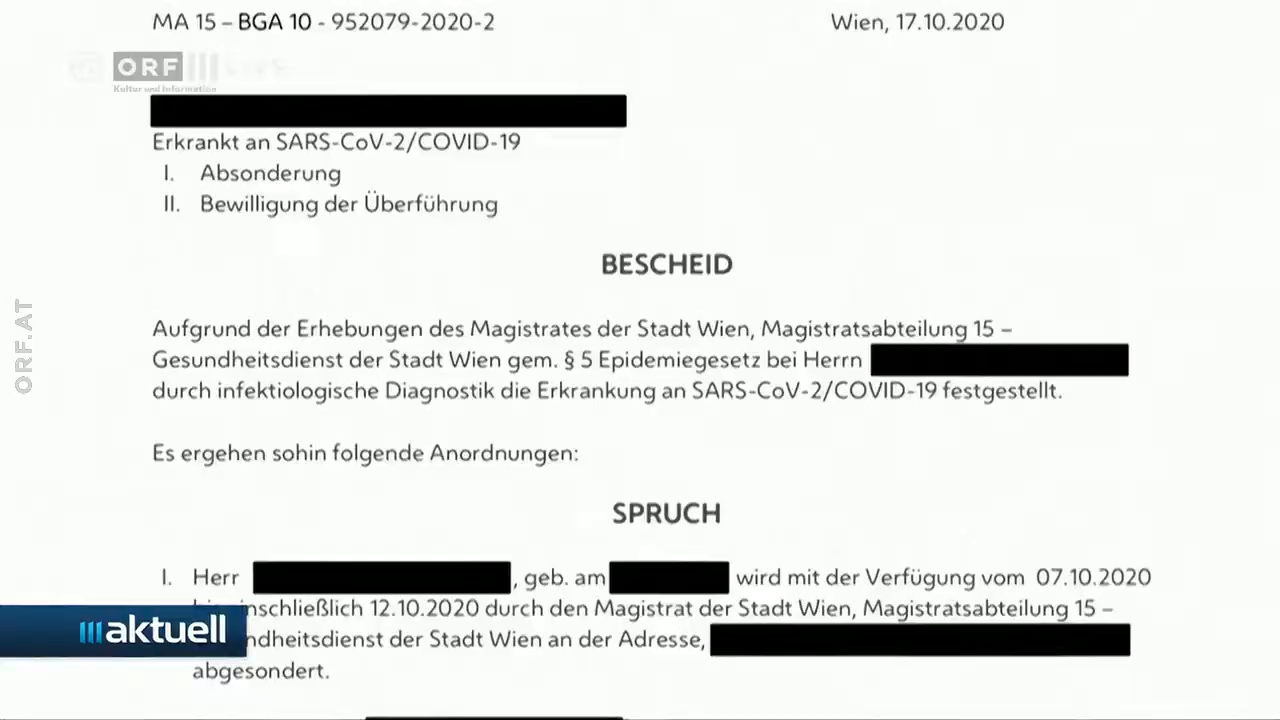 MA 15 – BGA 10 - 952079-2020-2
Wien, 17.10.2020
ORF III
Kultur und Information
Erkrankt an SARS-CoV-2/COVID-19
I. Absonderung
II. Bewilligung der Überführung
BESCHEID
Aufgrund der Erhebungen des Magistrates der Stadt Wien, Magistratsabteilung 15 –
Gesundheitsdienst der Stadt Wien gem. § 5 Epidemiegesetz bei Herrn
durch infektiologische Diagnostik die Erkrankung an SARS-CoV-2/COVID-19 festgestellt.
ORF.AT
Es ergehen sohin folgende Anordnungen:
SPRUCH
I. Herr , geb. am wird mit der Verfügung vom 07.10.2020
inschließlich 12.10.2020 durch den Magistrat der Stadt Wien, Magistratsabteilung 15 –
ndheitsdienst der Stadt Wien an der Adresse,
abgesondert.
III aktuell